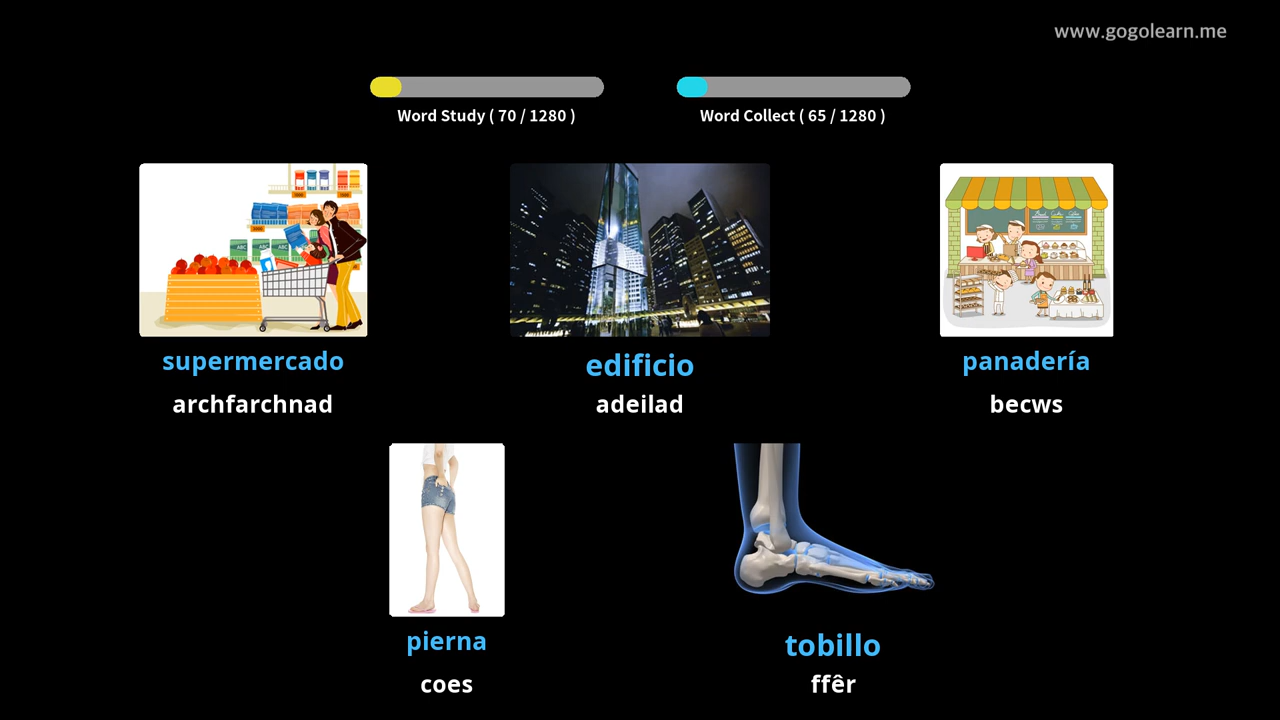 www.gogolearn.me
Word Study ( 70 / 1280 )
Word Collect ( 65 / 1280 )
supermercado
archfarchnad
edificio
adeilad
panadería
becws
pierna
coes
tobillo
ffêr